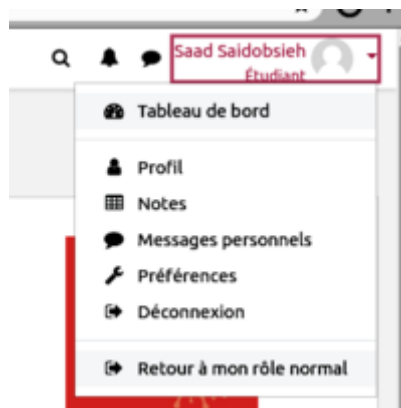 Saad Saidobsieh
Étudiant
Tableau de bord
Profil
Notes
Messages personnels
Préférences
Déconnexion
Retour à mon rôle normal